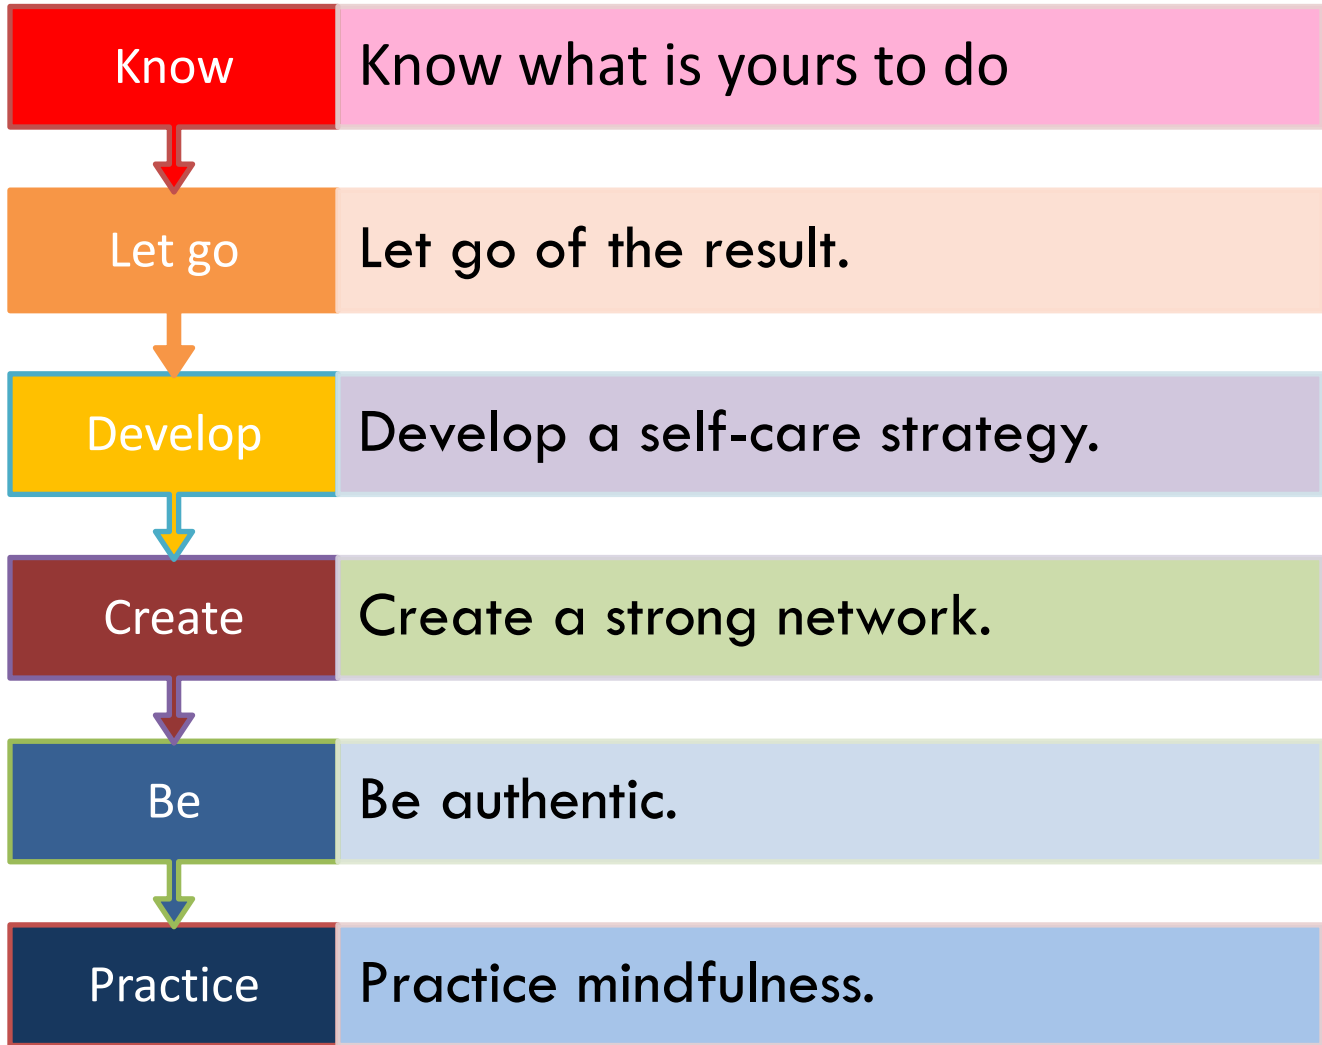 Know
Know what is yours to do
Let go
Let go of the result.
Develop
Develop a self-care strategy.
Create
Create a strong network.
Be
Be authentic.
Practice
Practice mindfulness.